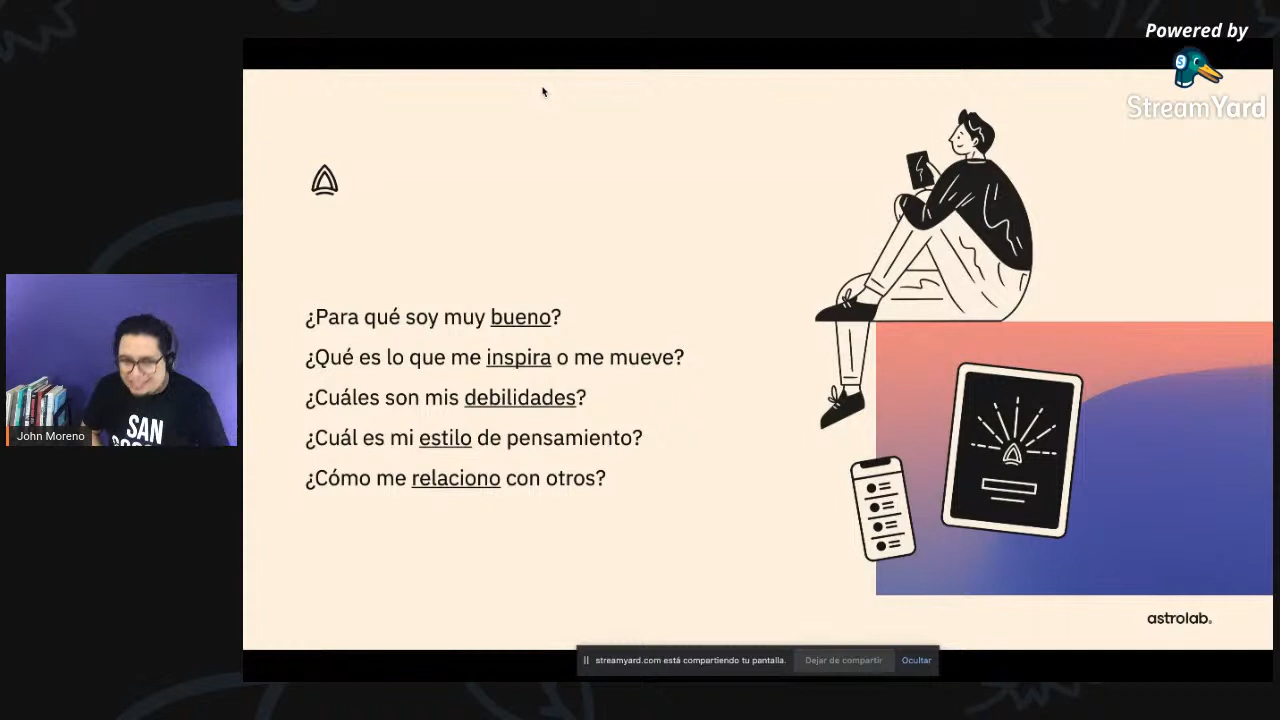 Powered by
StreamYard
¿Para qué soy muy bueno?
¿Qué es lo que me inspira o me mueve?
¿Cuáles son mis debilidades?
¿Cuál es mi estilo de pensamiento?
¿Cómo me relaciono con otros?
SAN
John Moreno
astrolab.
streamyard.com está compartiendo tu pantalla.
Dejar de compartir
Ocultar